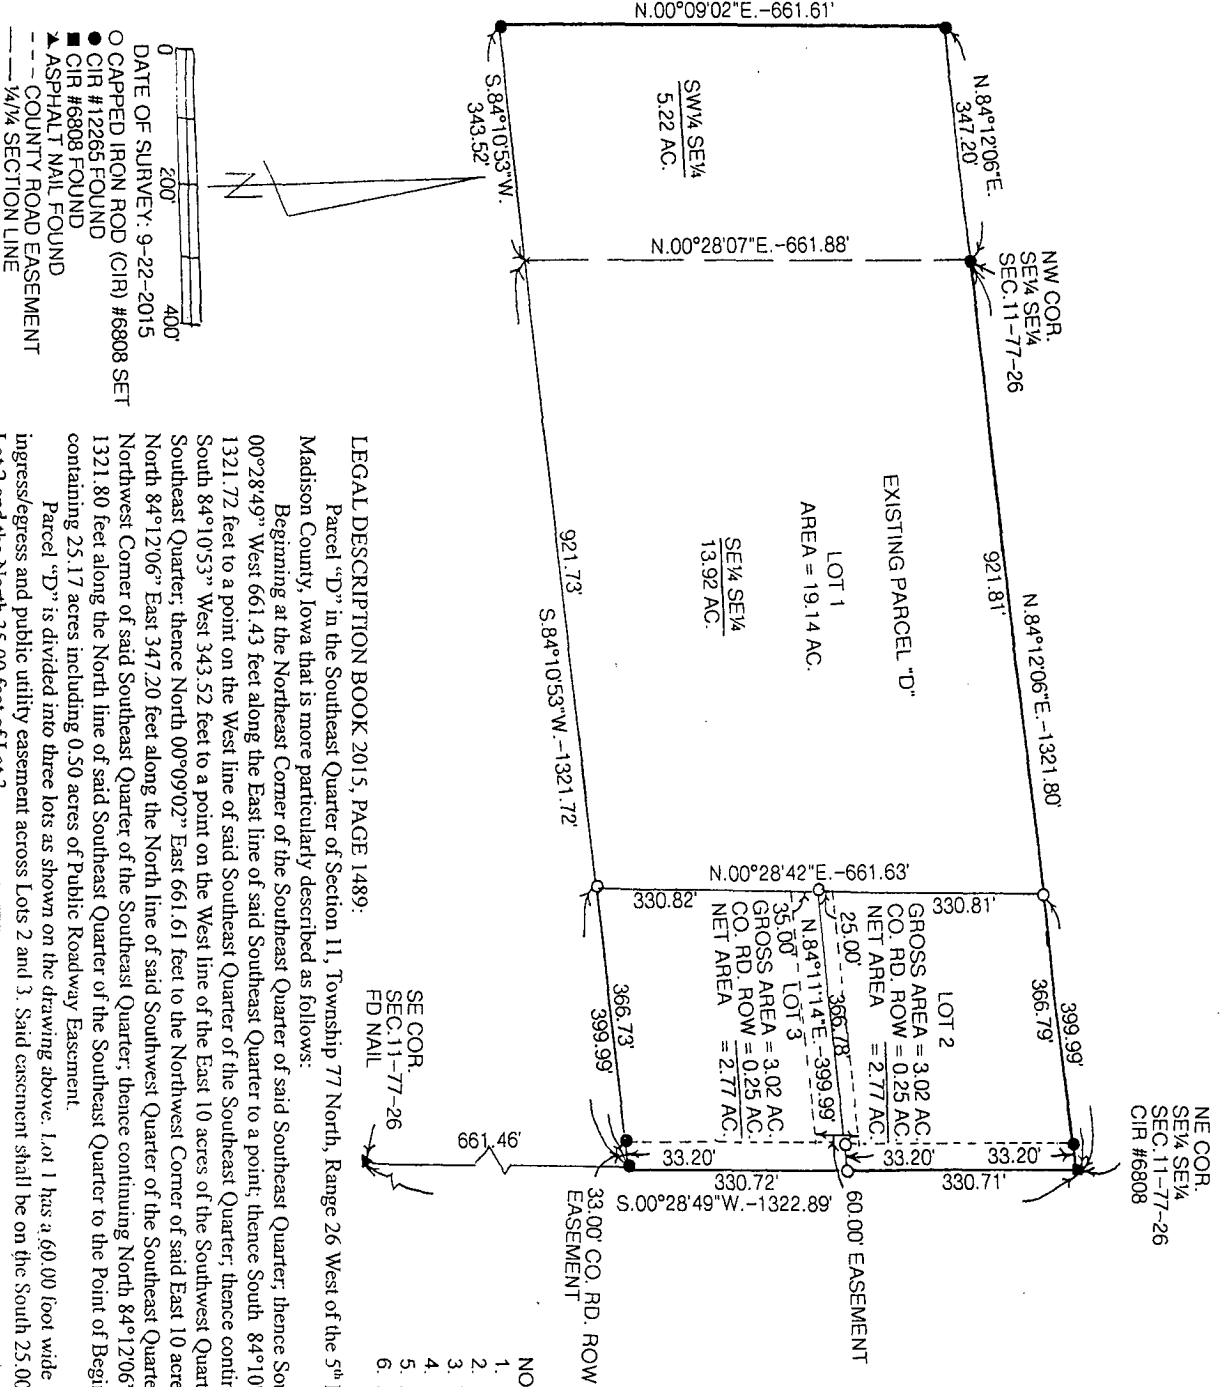 N.00°09'02"E.-661.61'
N.84°12'06"E.
347.20'
SW¼ SE¼
5.22 AC.
S.84°10'53"W.
343.52'
N.00°28'07"E.-661.88'
NW COR.
SE¼ SE¼
SEC.11-77-26
EXISTING PARCEL "D"
LOT 1
AREA = 19.14 AC.
SE¼ SE¼
13.92 AC.
921.81'
N.84°12'06"E.-1321.80'
921.73'
S.84°10'53"W.-1321.72'
N.00°28'42"E.-661.63'
330.82'
330.81'
LOT 2
GROSS AREA = 3.02 AC.
CO. RD. ROW = 0.25 AC.
NET AREA = 2.77 AC.
25.00'
366.78'
N.84°11'14"E.-399.99'
35.00'
LOT 3
GROSS AREA = 3.02 AC.
CO. RD. ROW = 0.25 AC.
NET AREA = 2.77 AC.
399.99'
366.79'
366.73'
399.99'
33.20'
33.20'
33.20'
330.72'
330.71'
S.00°28'49"W.-1322.89'
NE COR.
SE¼ SE¼
SEC.11-77-26
CIR #6808
60.00' EASEMENT
33.00' CO. RD. ROW
EASEMENT
661.46'
SE COR.
SEC.11-77-26
FD NAIL
N
0 200' 400'
DATE OF SURVEY: 9-22-2015
CAPPED IRON ROD (CIR) #6808 SET
CIR #12265 FOUND
CIR #6808 FOUND
ASPHALT NAIL FOUND
COUNTY ROAD EASEMENT
¼/¼ SECTION LINE
LEGAL DESCRIPTION BOOK 2015, PAGE 1489:
Parcel "D" in the Southeast Quarter of Section 11, Township 77 North, Range 26 West of the 5th
Madison County, Iowa that is more particularly described as follows:
Beginning at the Northeast Corner of the Southeast Quarter of said Southeast Quarter; thence Sou
00°28'49" West 661.43 feet along the East line of said Southeast Quarter to a point; thence South 84°10'
1321.72 feet to a point on the West line of said Southeast Quarter of the Southeast Quarter; thence conti
South 84°10'53" West 343.52 feet to a point on the West line of the East 10 acres of the Southwest Quart
Southeast Quarter; thence North 00°09'02" East 661.61 feet to the Northwest Corner of said East 10 acre
North 84°12'06" East 347.20 feet along the North line of said Southwest Quarter of the Southeast Quarte
Northwest Corner of said Southeast Quarter of the Southeast Quarter; thence continuing North 84°12'06"
1321.80 feet along the North line of said Southeast Quarter of the Southeast Quarter to the Point of Begi
containing 25.17 acres including 0.50 acres of Public Roadway Easement.
Parcel "D" is divided into three lots as shown on the drawing above. Lot 1 has a 60.00 foot wide
ingress/egress and public utility easement across Lots 2 and 3. Said easement shall be on the South 25.00
Lot 2 and the North 35.00 feet of Lot 3.
NO
1.
2.
3.
4.
5.
6.